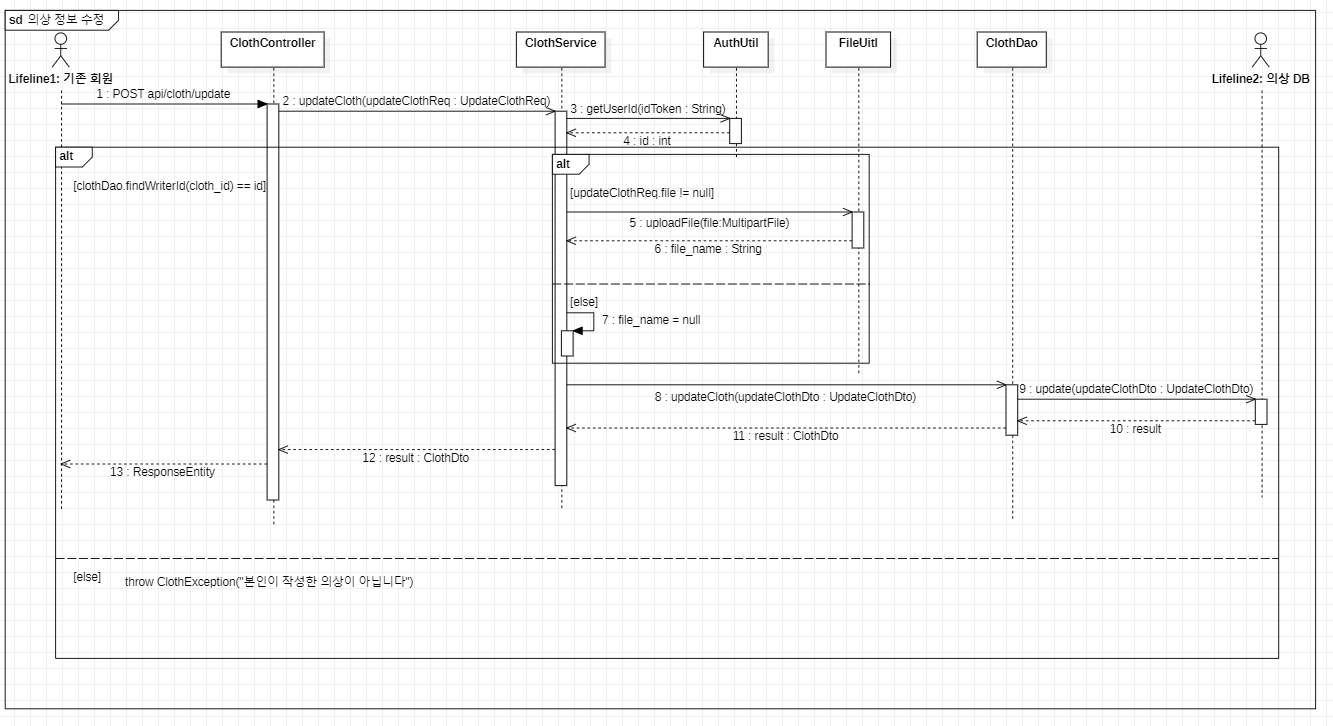 sd 의상 정보 수정
ClothController
ClothService
AuthUtil
FileUitl
ClothDao
Lifeline1: 기존 회원
Lifeline2: 의상 DB
1 : POST api/cloth/update
2 : updateCloth(updateClothReq : UpdateClothReq)
3 : getUserId(idToken : String)
4 : id : int
alt
[clothDao.findWriterId(cloth_id) == id]
alt
[updateClothReq.file != null]
5 : uploadFile(file:MultipartFile)
6 : file_name : String
[else]
7 : file_name = null
8 : updateCloth(updateClothDto : UpdateClothDto)
9 : update(updateClothDto : UpdateClothDto)
10 : result
11 : result : ClothDto
12 : result : ClothDto
13 : ResponseEntity
[else]
throw ClothException("본인이 작성한 의상이 아닙니다")